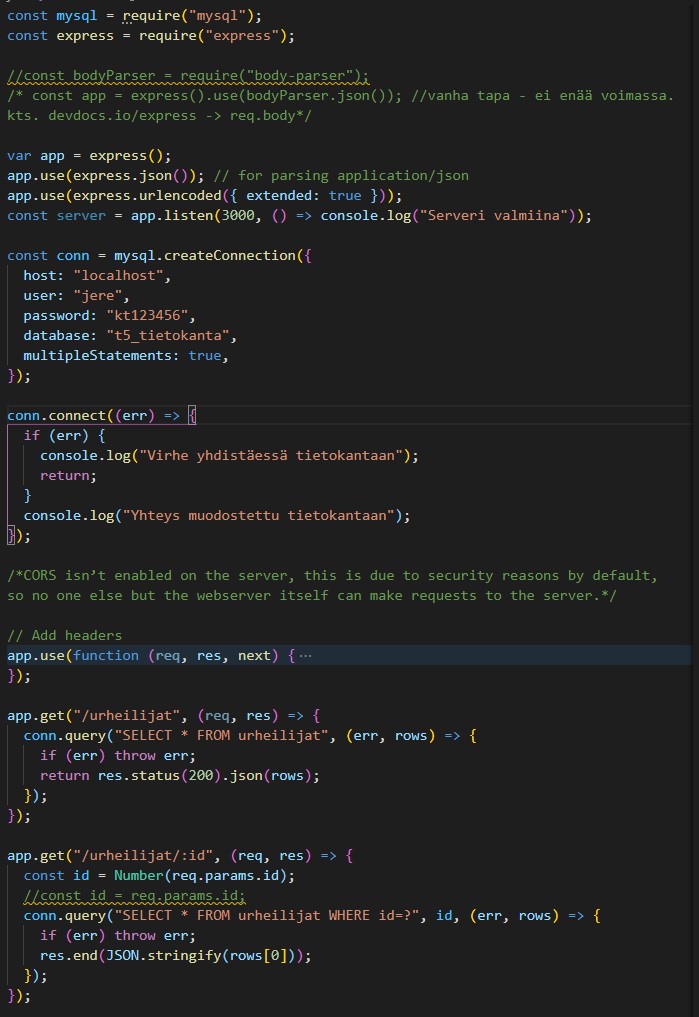 const mysql = require("mysql");
const express = require("express");
//const bodyParser = require("body-parser");
/* const app = express().use(bodyParser.json()); //vanha tapa - ei enää voimassa.
kts. devdocs.io/express -> req.body*/
var app = express();
app.use(express.json()); // for parsing application/json
app.use(express.urlencoded({ extended: true }));
const server = app.listen(3000, () => console.log("Serveri valmiina"));
const conn = mysql.createConnection({
  host: "localhost",
  user: "jere",
  password: "kt123456",
  database: "t5_tietokanta",
  multipleStatements: true,
});
conn.connect((err) => {
  if (err) {
    console.log("Virhe yhdistäessä tietokantaan");
    return;
  }
  console.log("Yhteys muodostettu tietokantaan");
});
/*CORS isn’t enabled on the server, this is due to security reasons by default,
so no one else but the webserver itself can make requests to the server.*/
// Add headers
app.use(function (req, res, next) { ···
});
app.get("/urheilijat", (req, res) => {
  conn.query("SELECT * FROM urheilijat", (err, rows) => {
    if (err) throw err;
    return res.status(200).json(rows);
  });
});
app.get("/urheilijat/:id", (req, res) => {
  const id = Number(req.params.id);
  //const id = req.params.id;
  conn.query("SELECT * FROM urheilijat WHERE id=?", id, (err, rows) => {
    if (err) throw err;
    res.end(JSON.stringify(rows[0]));
  });
});